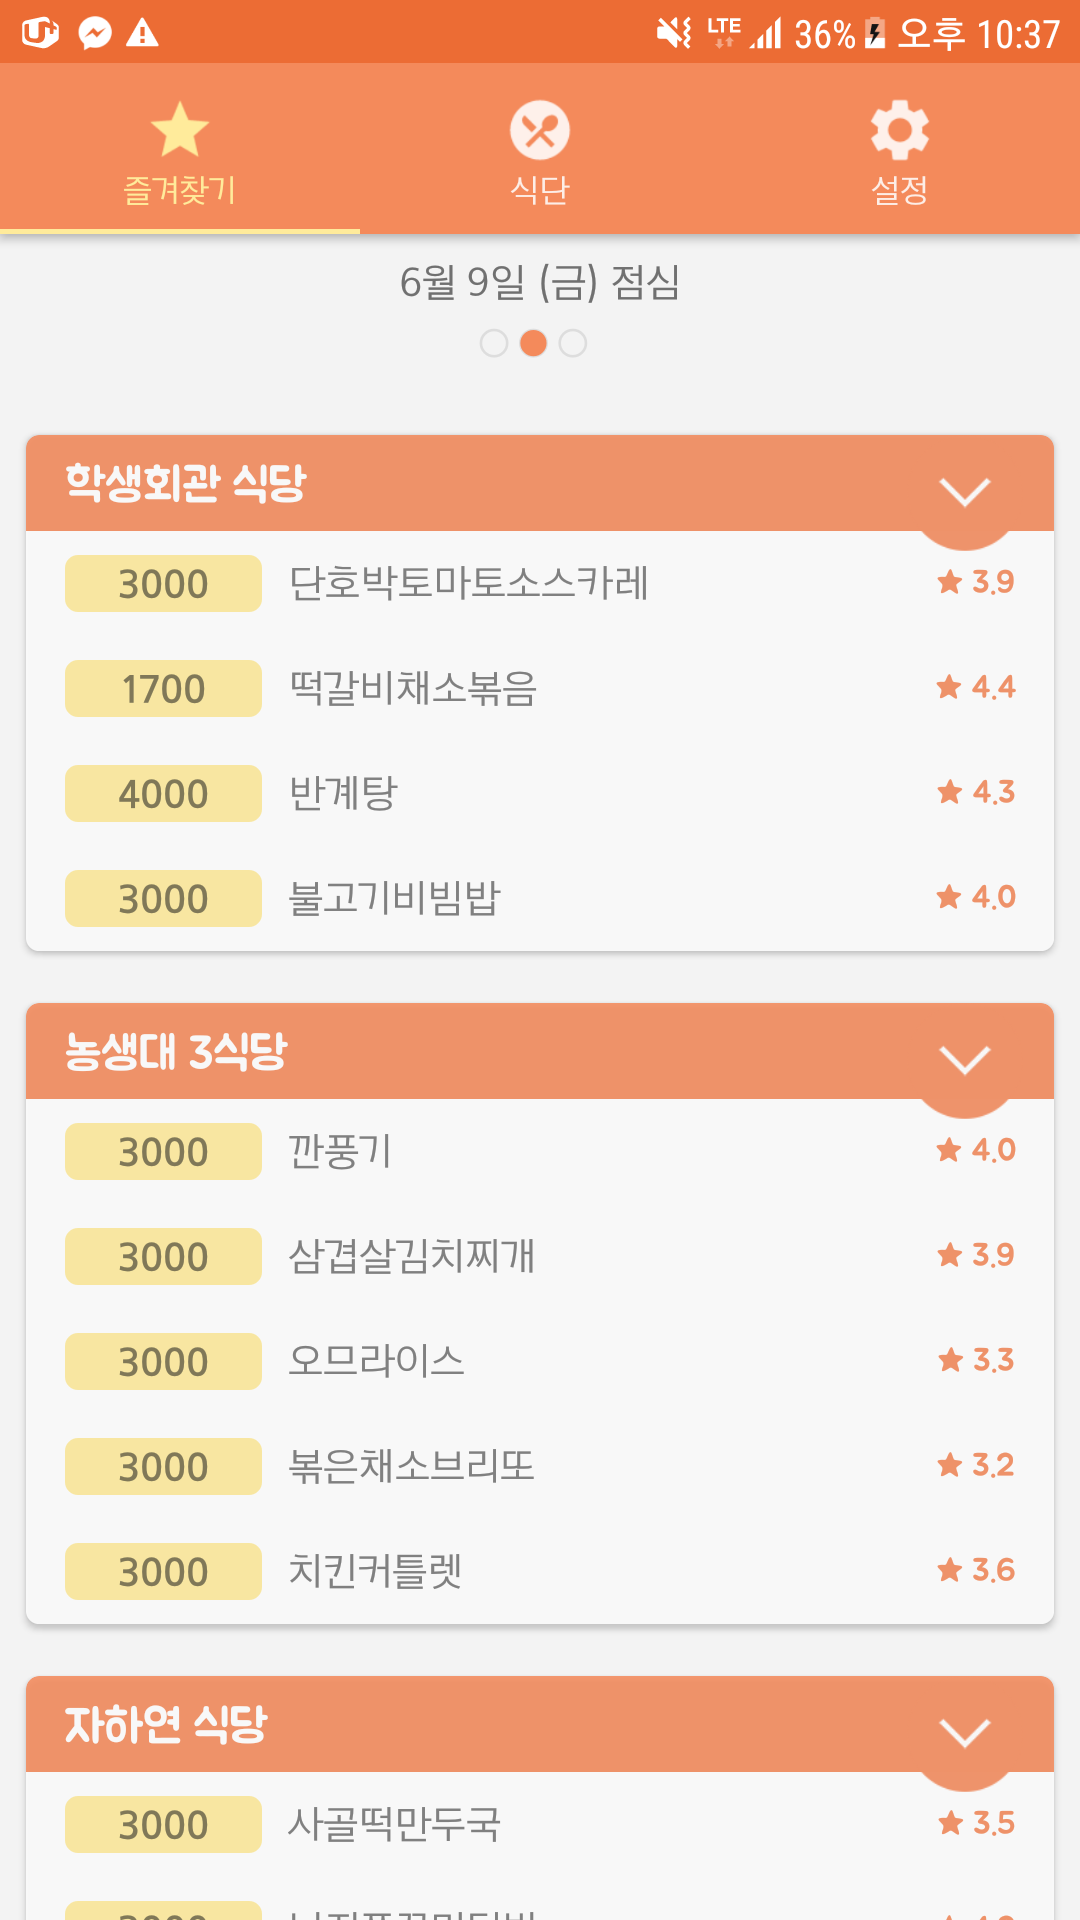 LTE 36% 오후 10:37
즐겨찾기 식단 설정
6월 9일 (금) 점심
학생회관 식당
3000 단호박토마토소스카레 3.9
1700 떡갈비채소볶음 4.4
4000 반계탕 4.3
3000 불고기비빔밥 4.0
농생대 3식당
3000 깐풍기 4.0
3000 삼겹살김치찌개 3.9
3000 오므라이스 3.3
3000 볶은채소브리또 3.2
3000 치킨커틀렛 3.6
자하연 식당
3000 사골떡만두국 3.5